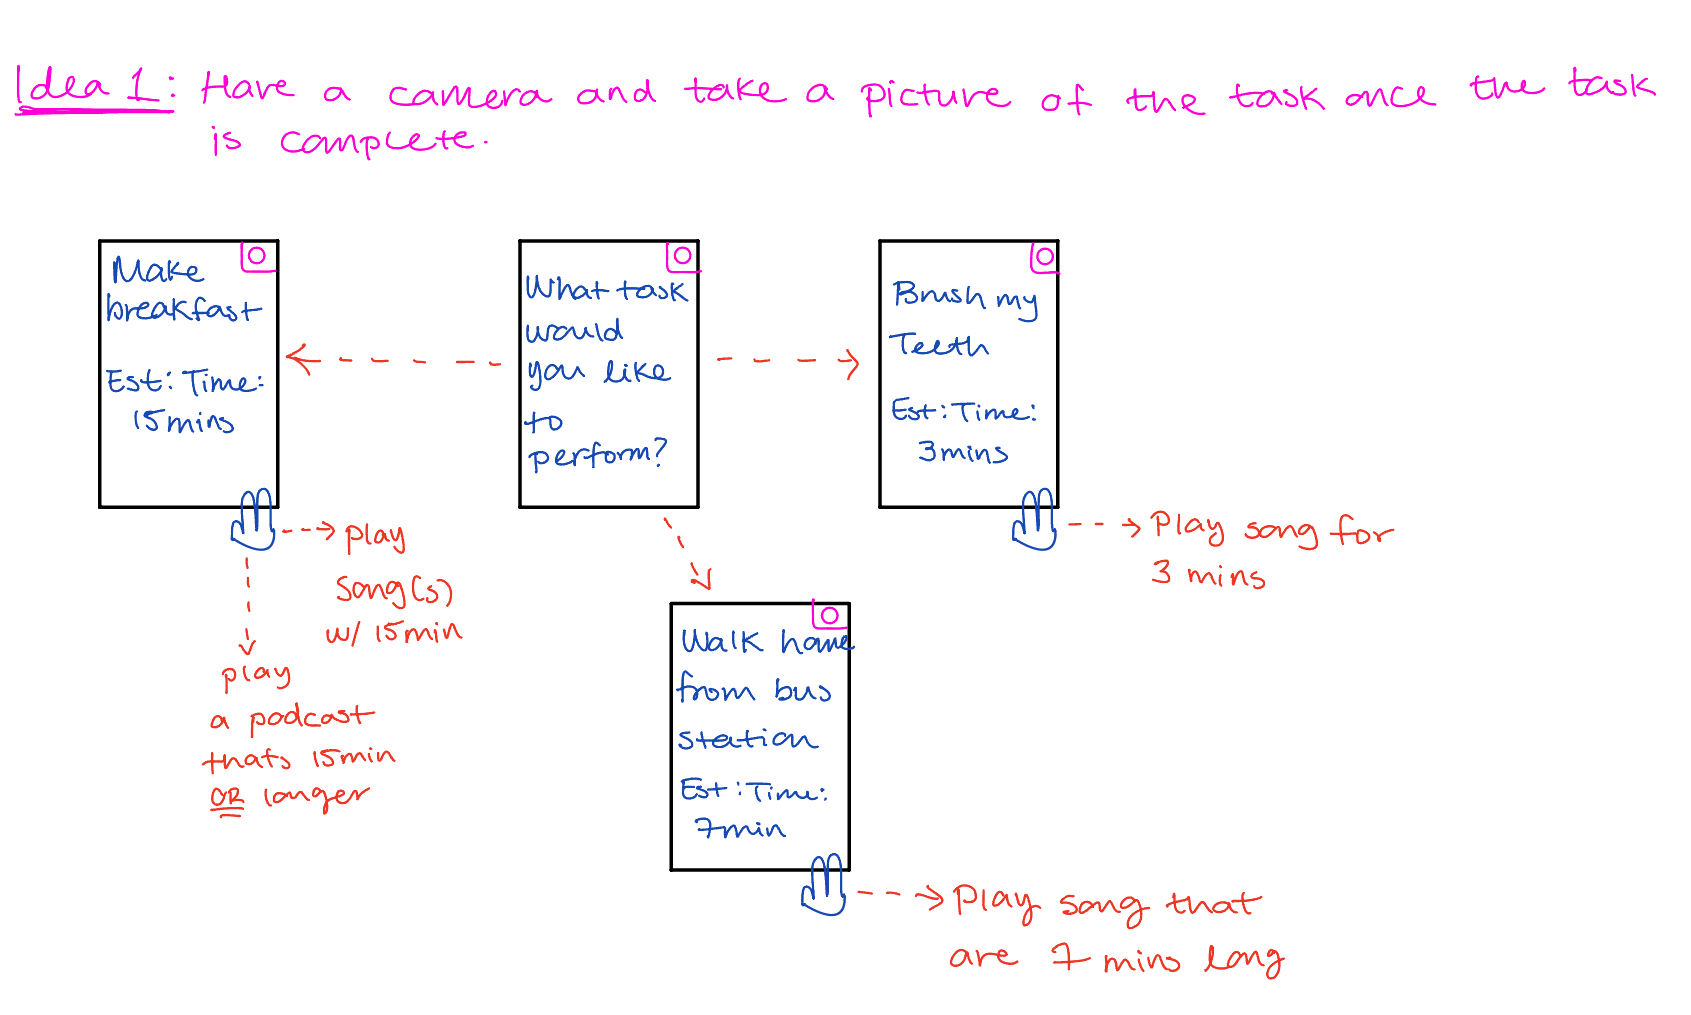 Idea 1: Have a camera and take a picture of the task once the task
is complete.
Make
breakfast
Est: Time:
15mins
What task
would
you like
to
perform?
Brush my
Teeth
Est: Time:
3mins
play
song(s)
w/ 15min
play
a podcast
thats 15min
OR longer
Play song for
3 mins
Walk home
from bus
station
Est: Time:
7min
Play song that
are 7 mins long